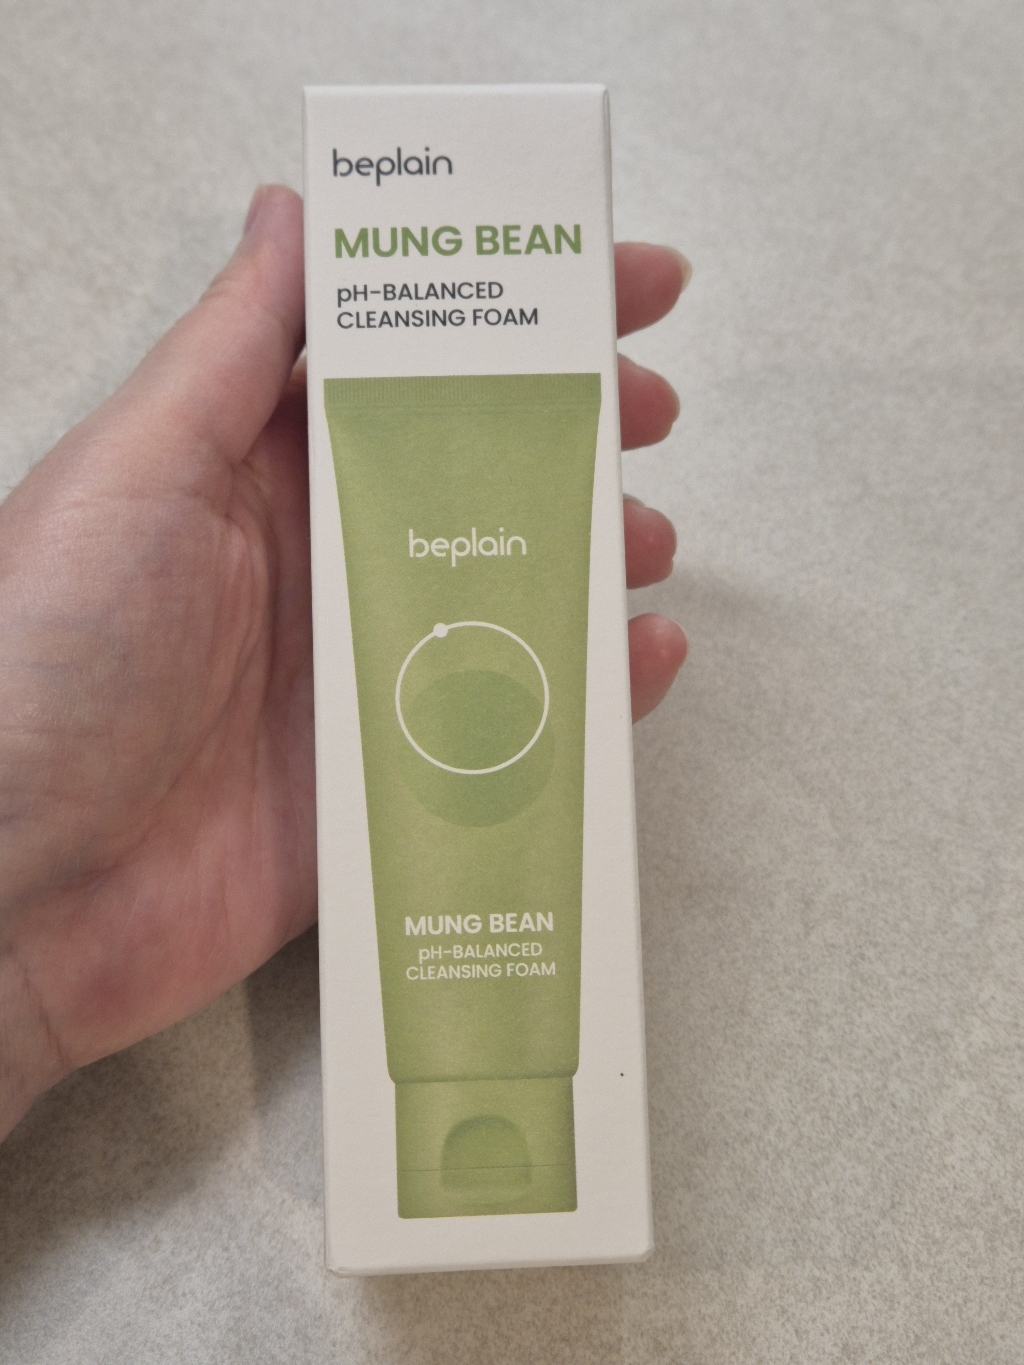 beplain
MUNG BEAN
pH-BALANCED
CLEANSING FOAM
beplain
MUNG BEAN
pH-BALANCED
CLEANSING FOAM